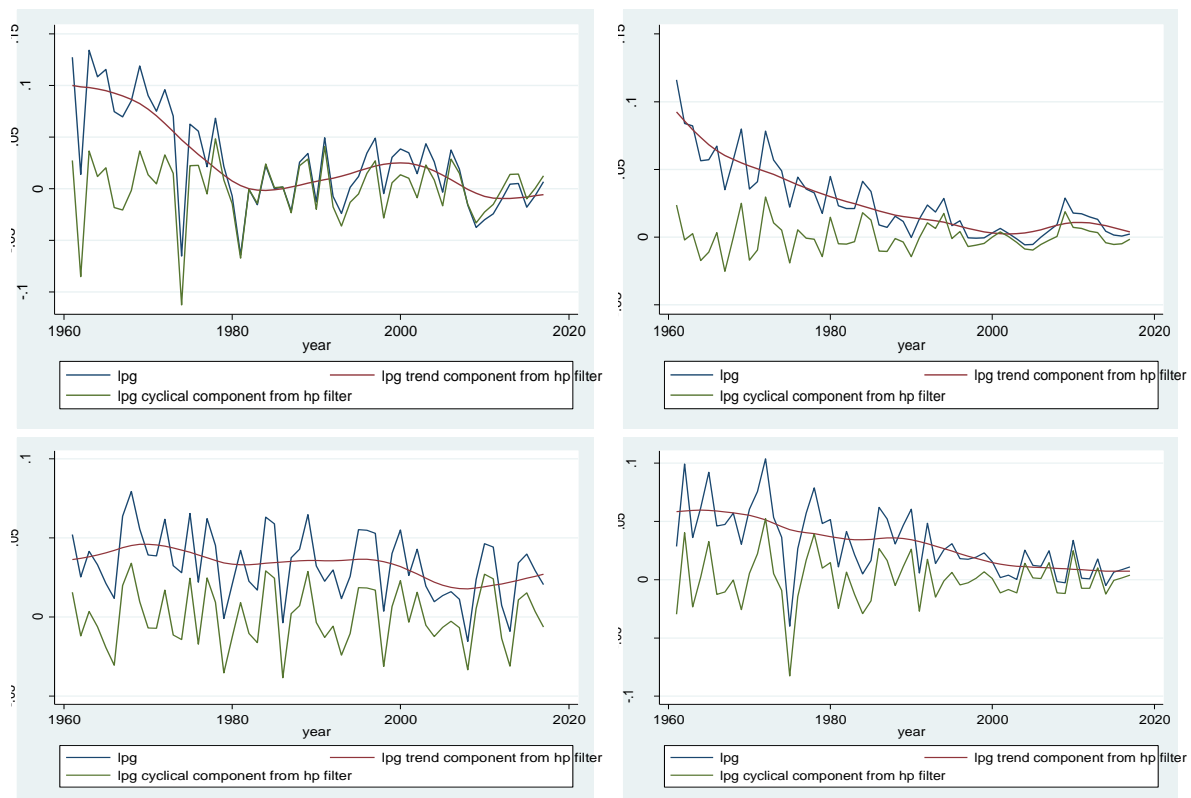 .15
.1
.05
0
-.05
-.1
1960 1980 2000 2020
year
lpg lpg trend component from hp filter
lpg cyclical component from hp filter
.15
.1
.05
0
1960 1980 2000 2020
year
lpg lpg trend component from hp filter
lpg cyclical component from hp filter
.1
.05
0
1960 1980 2000 2020
year
lpg lpg trend component from hp filter
lpg cyclical component from hp filter
.1
.05
0
-.1
1960 1980 2000 2020
year
lpg lpg trend component from hp filter
lpg cyclical component from hp filter